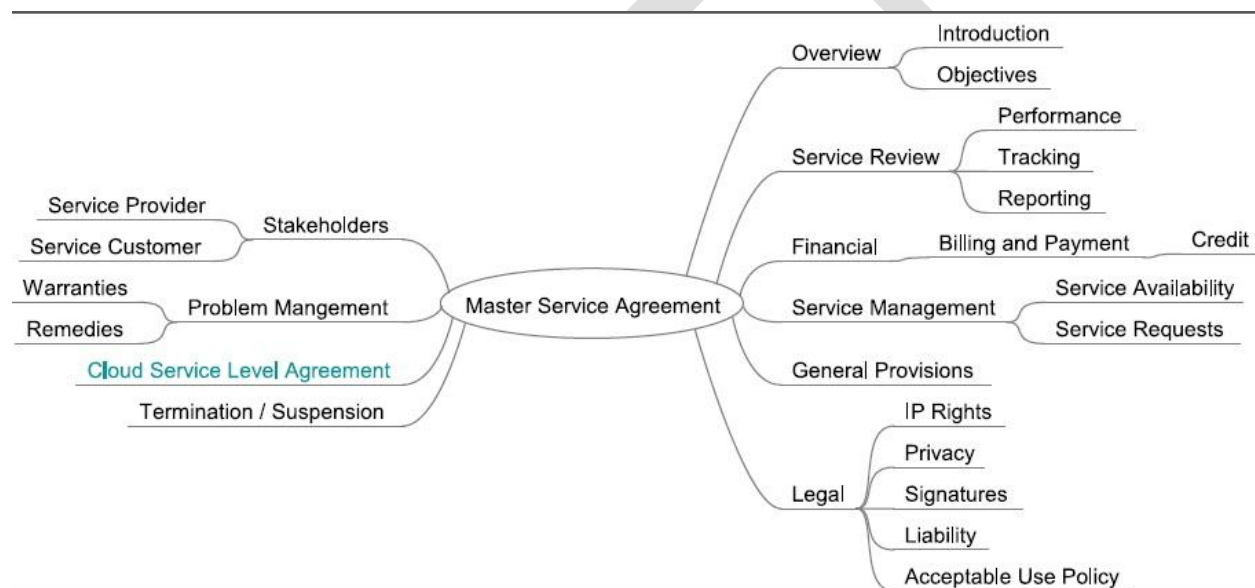 Master Service Agreement
Overview
Introduction
Objectives
Service Review
Performance
Tracking
Reporting
Financial
Billing and Payment
Credit
Service Management
Service Availability
Service Requests
General Provisions
Legal
IP Rights
Privacy
Signatures
Liability
Acceptable Use Policy
Stakeholders
Service Provider
Service Customer
Problem Mangement
Warranties
Remedies
Cloud Service Level Agreement
Termination / Suspension